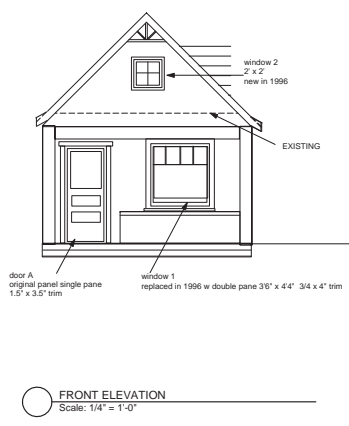 window 2
2' x 2'
new in 1996
EXISTING
door A
original panel single pane
1.5" x 3.5" trim
window 1
replaced in 1996 w double pane 3'6" x 4'4" 3/4 x 4" trim
FRONT ELEVATION
Scale: 1/4" = 1'-0"